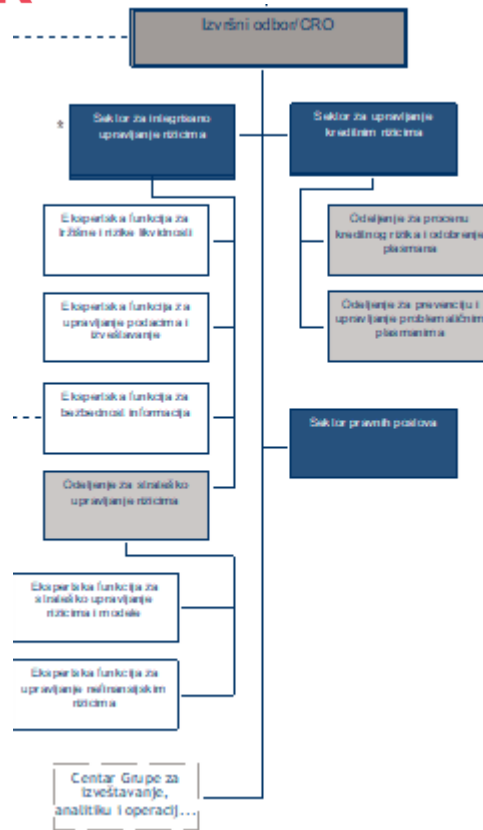 Izvršni odbor/CRO
*
Sektor za integrisano
upravljanje rizicima
Sektor za upravljanje
kreditnim rizicima
Ekspertska funkcija za
tržišne i rizike likvidnosti
Odeljenje za procenu
kreditnog rizika i odobrenje
plasmana
Ekspertska funkcija za
upravljanje podacima i
izveštavanje
Odeljenje za prevenciju i
upravljanje problematičnim
plasmanima
Ekspertska funkcija za
bezbednost informacija
Sektor pravnih poslova
Odeljenje za strateško
upravljanje rizicima
Ekspertska funkcija za
strateško upravljanje
rizicima i modele
Ekspertska funkcija za
upravljanje nefinansijskim
rizicima
Centar Grupe za
izveštavanje,
analitiku i operacij...